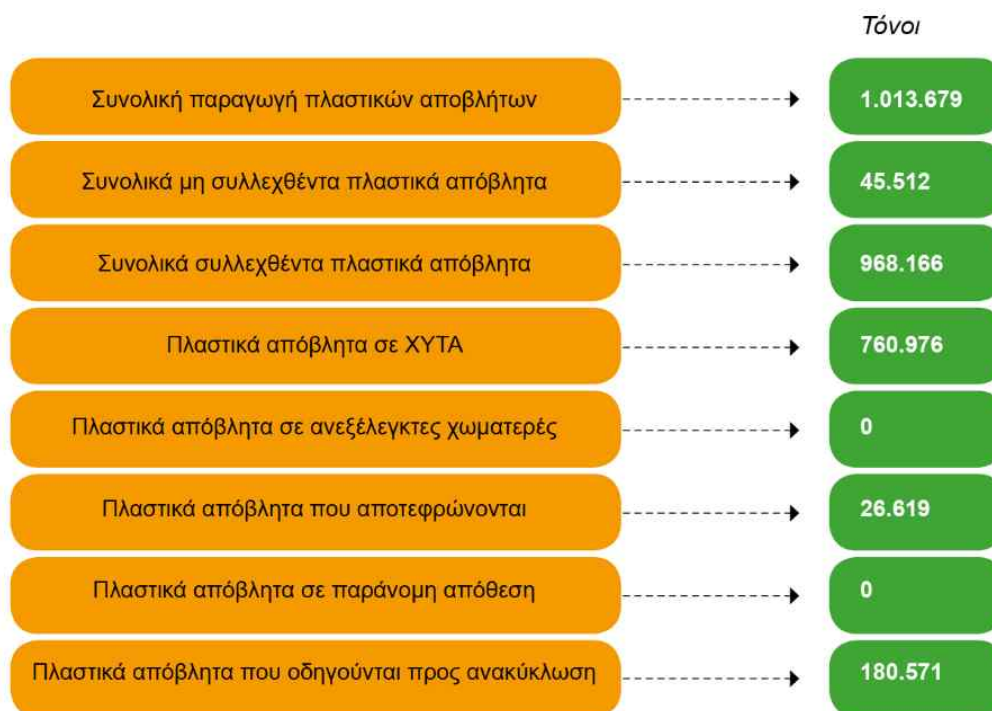 Τόνοι
Συνολική παραγωγή πλαστικών αποβλήτων 1.013.679
Συνολικά μη συλλεχθέντα πλαστικά απόβλητα 45.512
Συνολικά συλλεχθέντα πλαστικά απόβλητα 968.166
Πλαστικά απόβλητα σε ΧΥΤΑ 760.976
Πλαστικά απόβλητα σε ανεξέλεγκτες χωματερές 0
Πλαστικά απόβλητα που αποτεφρώνονται 26.619
Πλαστικά απόβλητα σε παράνομη απόθεση 0
Πλαστικά απόβλητα που οδηγούνται προς ανακύκλωση 180.571